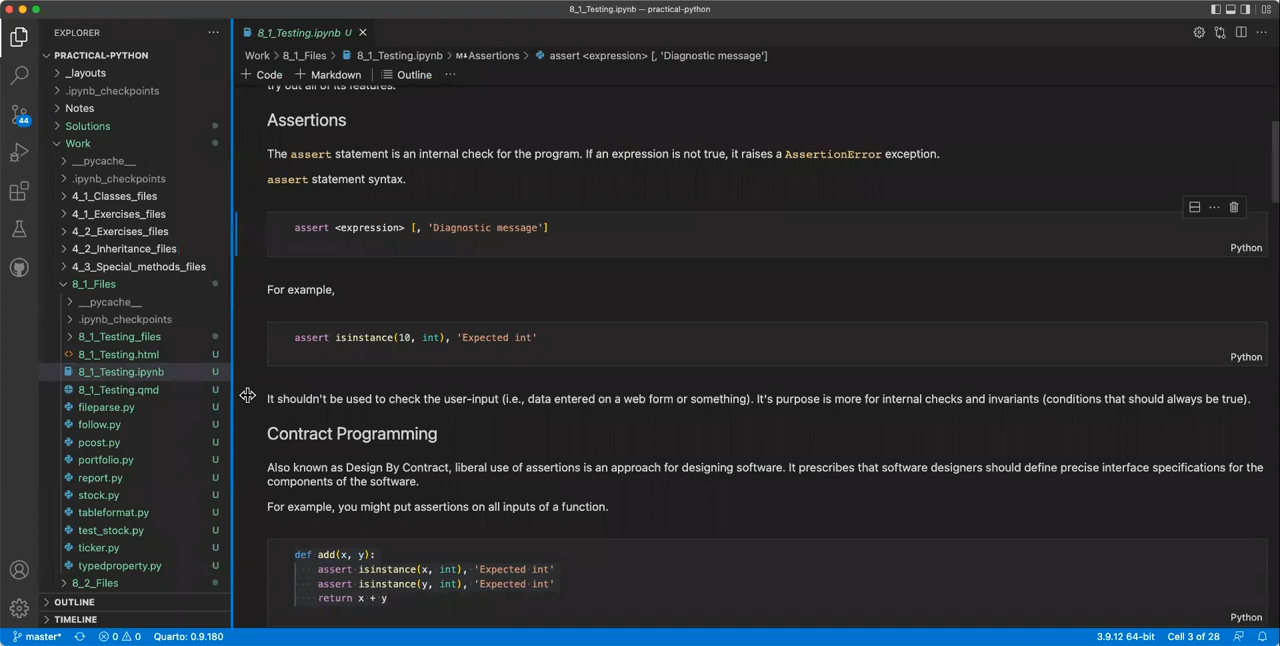 8_1_Testing.ipynb — practical-python
EXPLORER
8_1_Testing.ipynb U
PRACTICAL-PYTHON
Work > 8_1_Files > 8_1_Testing.ipynb > M↓Assertions > assert <expression> [, 'Diagnostic message']
+ Code + Markdown Outline ...
_layouts
.ipynb_checkpoints
Notes
Solutions
Work
__pycache__
.ipynb_checkpoints
4_1_Classes_files
4_1_Exercises_files
4_2_Exercises_files
4_2_Inheritance_files
4_3_Special_methods_files
8_1_Files
__pycache__
.ipynb_checkpoints
8_1_Testing_files
8_1_Testing.html U
8_1_Testing.ipynb U
8_1_Testing.qmd U
fileparse.py U
follow.py U
pcost.py U
portfolio.py U
report.py U
stock.py U
tableformat.py U
test_stock.py U
ticker.py U
typedproperty.py U
8_2_Files
OUTLINE
TIMELINE
44
try out all of its features.
Assertions
The assert statement is an internal check for the program. If an expression is not true, it raises a AssertionError exception.
assert statement syntax.
assert <expression> [, 'Diagnostic message']
Python
For example,
assert isinstance(10, int), 'Expected int'
Python
It shouldn't be used to check the user-input (i.e., data entered on a web form or something). It's purpose is more for internal checks and invariants (conditions that should always be true).
Contract Programming
Also known as Design By Contract, liberal use of assertions is an approach for designing software. It prescribes that software designers should define precise interface specifications for the
components of the software.
For example, you might put assertions on all inputs of a function.
def add(x, y):
assert isinstance(x, int), 'Expected int'
assert isinstance(y, int), 'Expected int'
return x + y
Python
master* 0 0 Quarto: 0.9.180 3.9.12 64-bit Cell 3 of 28